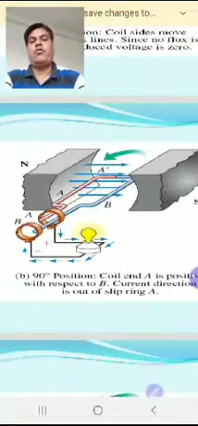 save changes to...
ion: Coil sides move
lines. Since no flux is
duced voltage is zero.
N
A'
A
B
A
B
S
(b) 90° Position: Coil end A is positiv
with respect to B. Current direction
is out of slip ring A.